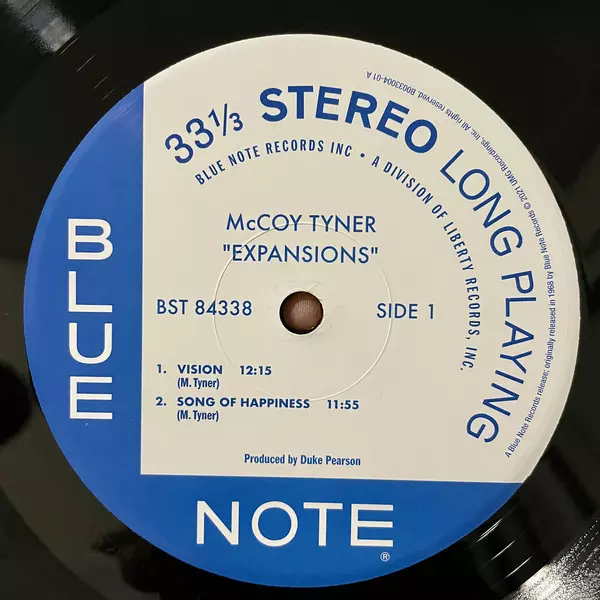 33 1/3 STEREO LONG PLAYING
BLUE NOTE RECORDS INC • A DIVISION OF LIBERTY RECORDS, INC.
McCOY TYNER
"EXPANSIONS"
BST 84338 SIDE 1
1. VISION 12:15
(M. Tyner)
2. SONG OF HAPPINESS 11:55
(M. Tyner)
Produced by Duke Pearson
BLUE
NOTE®
A Blue Note Records release; originally released in 1968 by Blue Note Records © 2021 UMG Recordings, Inc. All rights reserved. B0033004-01 A